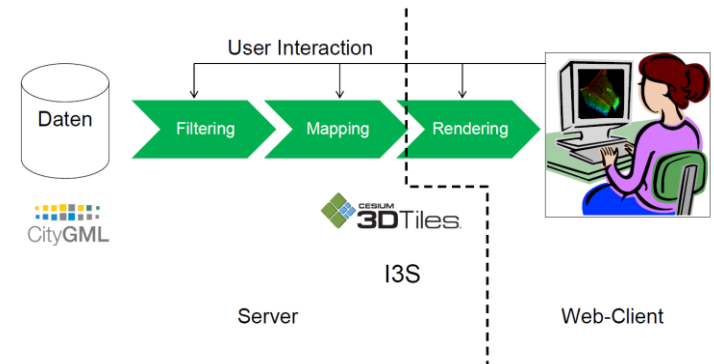 User Interaction
Daten
Filtering
Mapping
Rendering
CityGML
CESIUM
3DTiles
I3S
Server
Web-Client